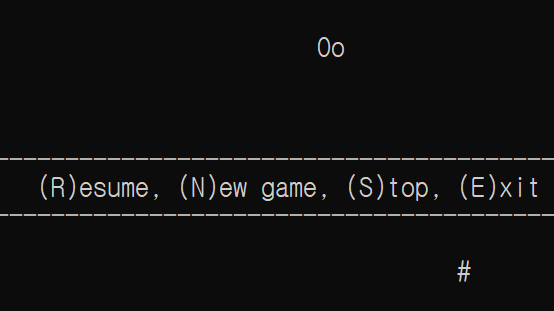 Oo
(R)esume, (N)ew game, (S)top, (E)xit
#